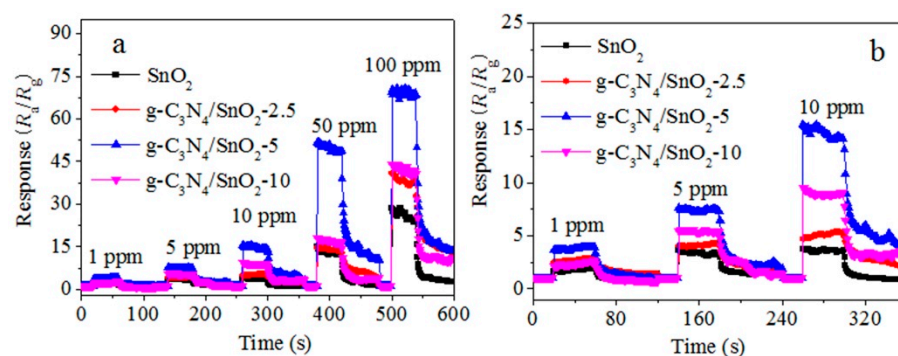 a
Response (Ra/Rg)
90
75
60
45
30
15
0
SnO2
g-C3N4/SnO2-2.5
g-C3N4/SnO2-5
g-C3N4/SnO2-10
1 ppm
5 ppm
10 ppm
50 ppm
100 ppm
0 100 200 300 400 500 600
Time (s)
b
Response (Ra/Rg)
25
20
15
10
5
0
SnO2
g-C3N4/SnO2-2.5
g-C3N4/SnO2-5
g-C3N4/SnO2-10
1 ppm
5 ppm
10 ppm
0 80 160 240 320
Time (s)